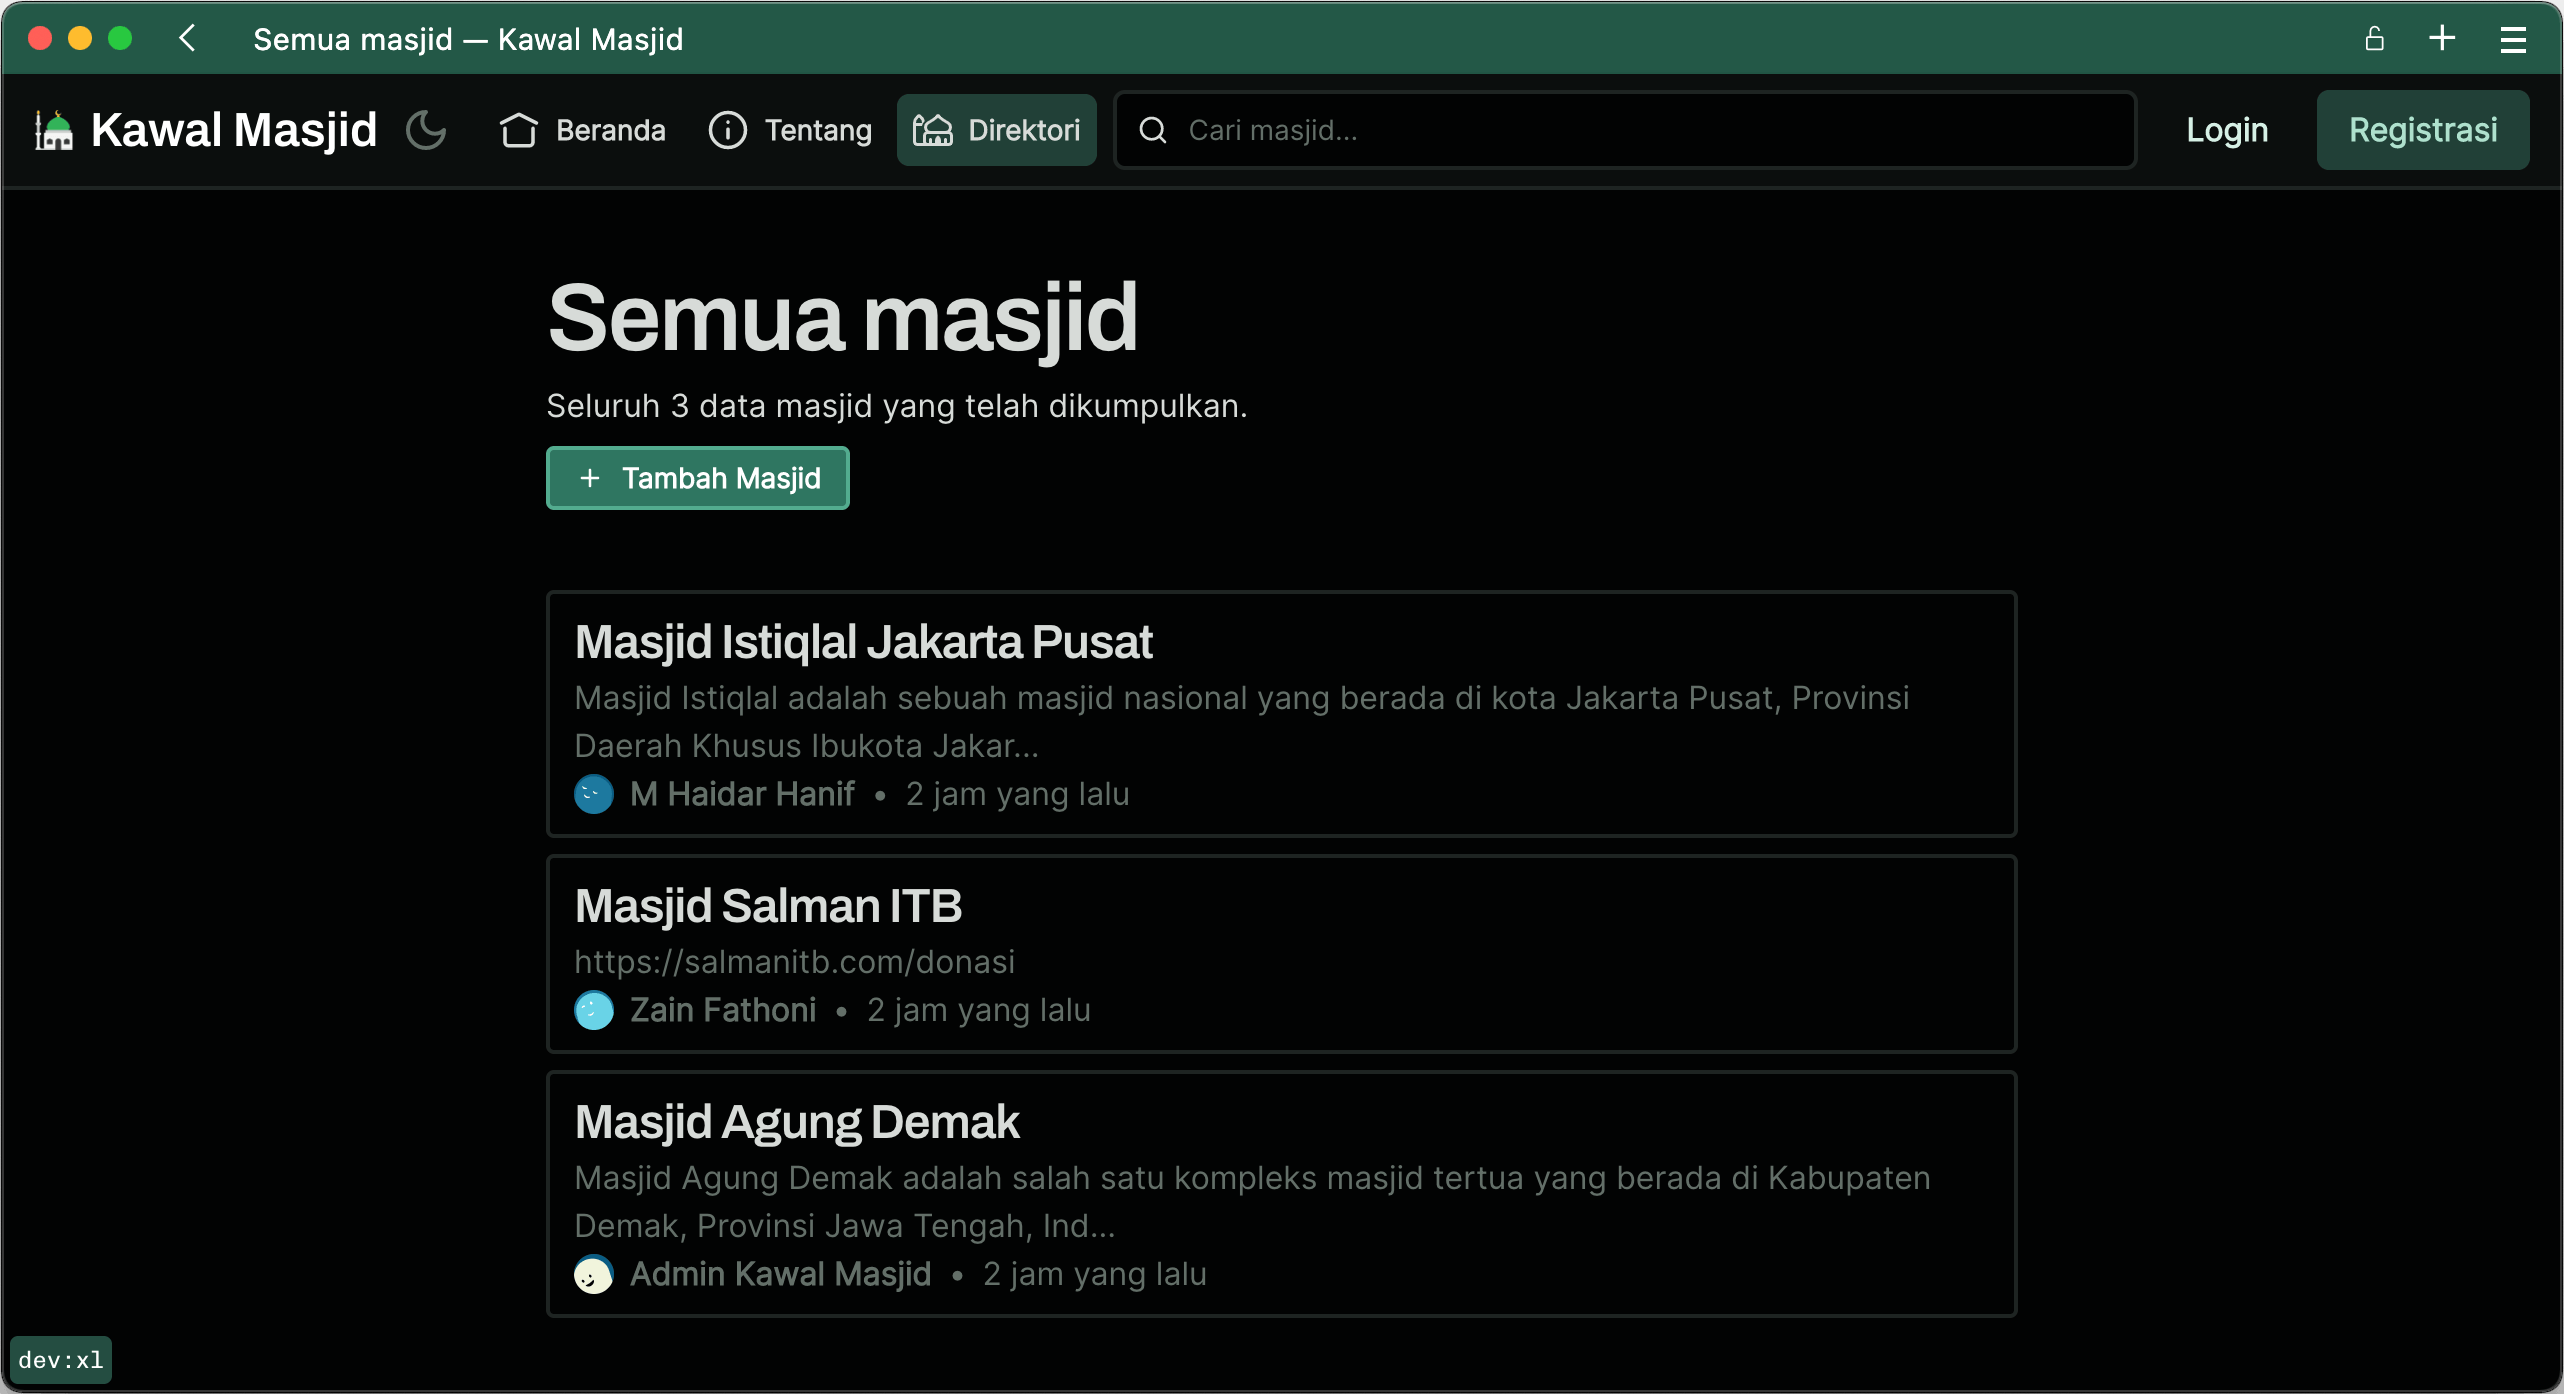 Semua masjid — Kawal Masjid
Kawal Masjid
Beranda
Tentang
Direktori
Cari masjid...
Login
Registrasi
Semua masjid
Seluruh 3 data masjid yang telah dikumpulkan.
+ Tambah Masjid
Masjid Istiqlal Jakarta Pusat
Masjid Istiqlal adalah sebuah masjid nasional yang berada di kota Jakarta Pusat, Provinsi
Daerah Khusus Ibukota Jakar...
M Haidar Hanif • 2 jam yang lalu
Masjid Salman ITB
https://salmanitb.com/donasi
Zain Fathoni • 2 jam yang lalu
Masjid Agung Demak
Masjid Agung Demak adalah salah satu kompleks masjid tertua yang berada di Kabupaten
Demak, Provinsi Jawa Tengah, Ind...
Admin Kawal Masjid • 2 jam yang lalu
dev:xl